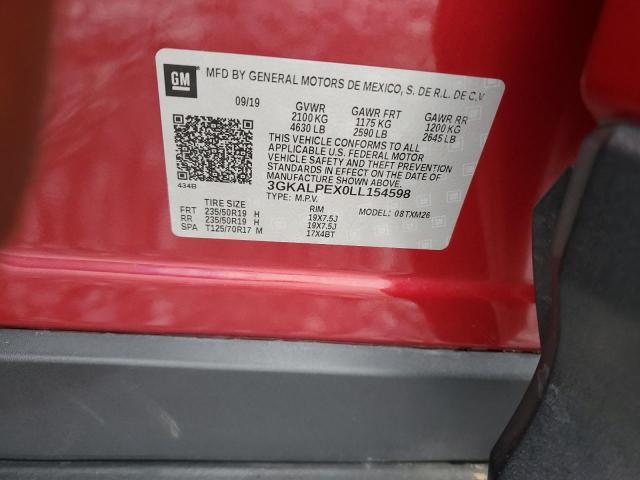 GM MFD BY GENERAL MOTORS DE MEXICO, S. DE R.L. DE C.V
09/19 GVWR GAWR FRT GAWR RR
2100 KG 1175 KG 1200 KG
4630 LB 2590 LB 2645 LB
THIS VEHICLE CONFORMS TO ALL
APPLICABLE U.S. FEDERAL MOTOR
VEHICLE SAFETY AND THEFT PREVENTION
STANDARDS IN EFFECT ON THE DATE OF
MANUFACTURE SHOWN ABOVE.
434B 3GKALPEX0LL154598
TYPE: M.P.V.
TIRE SIZE RIM MODEL: 08TXM26
FRT 235/50R19 H 19X7.5J
RR 235/50R19 H 19X7.5J
SPA T125/70R17 M 17X4BT